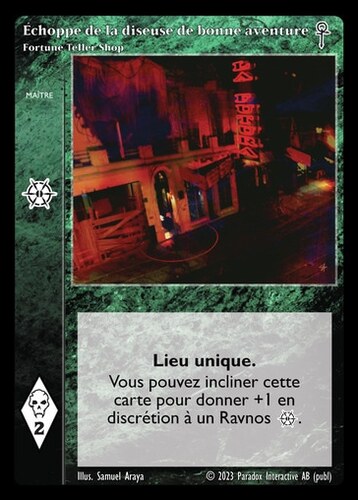 Échoppe de la diseuse de bonne aventure
Fortune Teller Shop
MAÎTRE
Lieu unique.
Vous pouvez incliner cette
carte pour donner +1 en
discrétion à un Ravnos .
2
Illus. Samuel Araya © 2023 Paradox Interactive AB (publ)